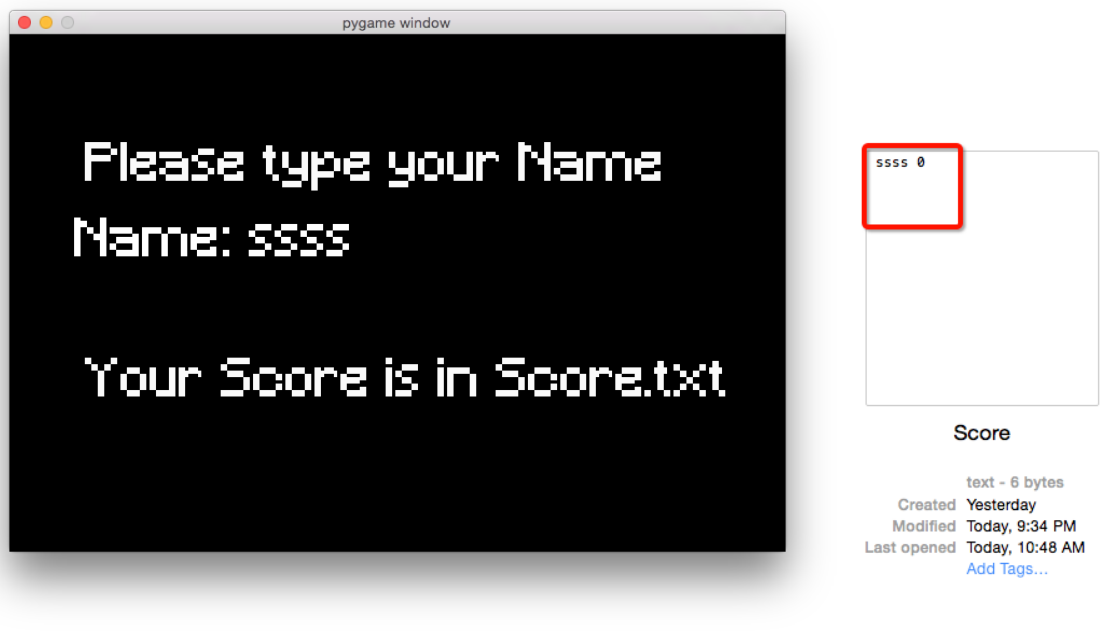 pygame window
Please type your Name
Name: ssss
Your Score is in Score.txt
ssss 0
Score
text - 6 bytes
Created Yesterday
Modified Today, 9:34 PM
Last opened Today, 10:48 AM
Add Tags…